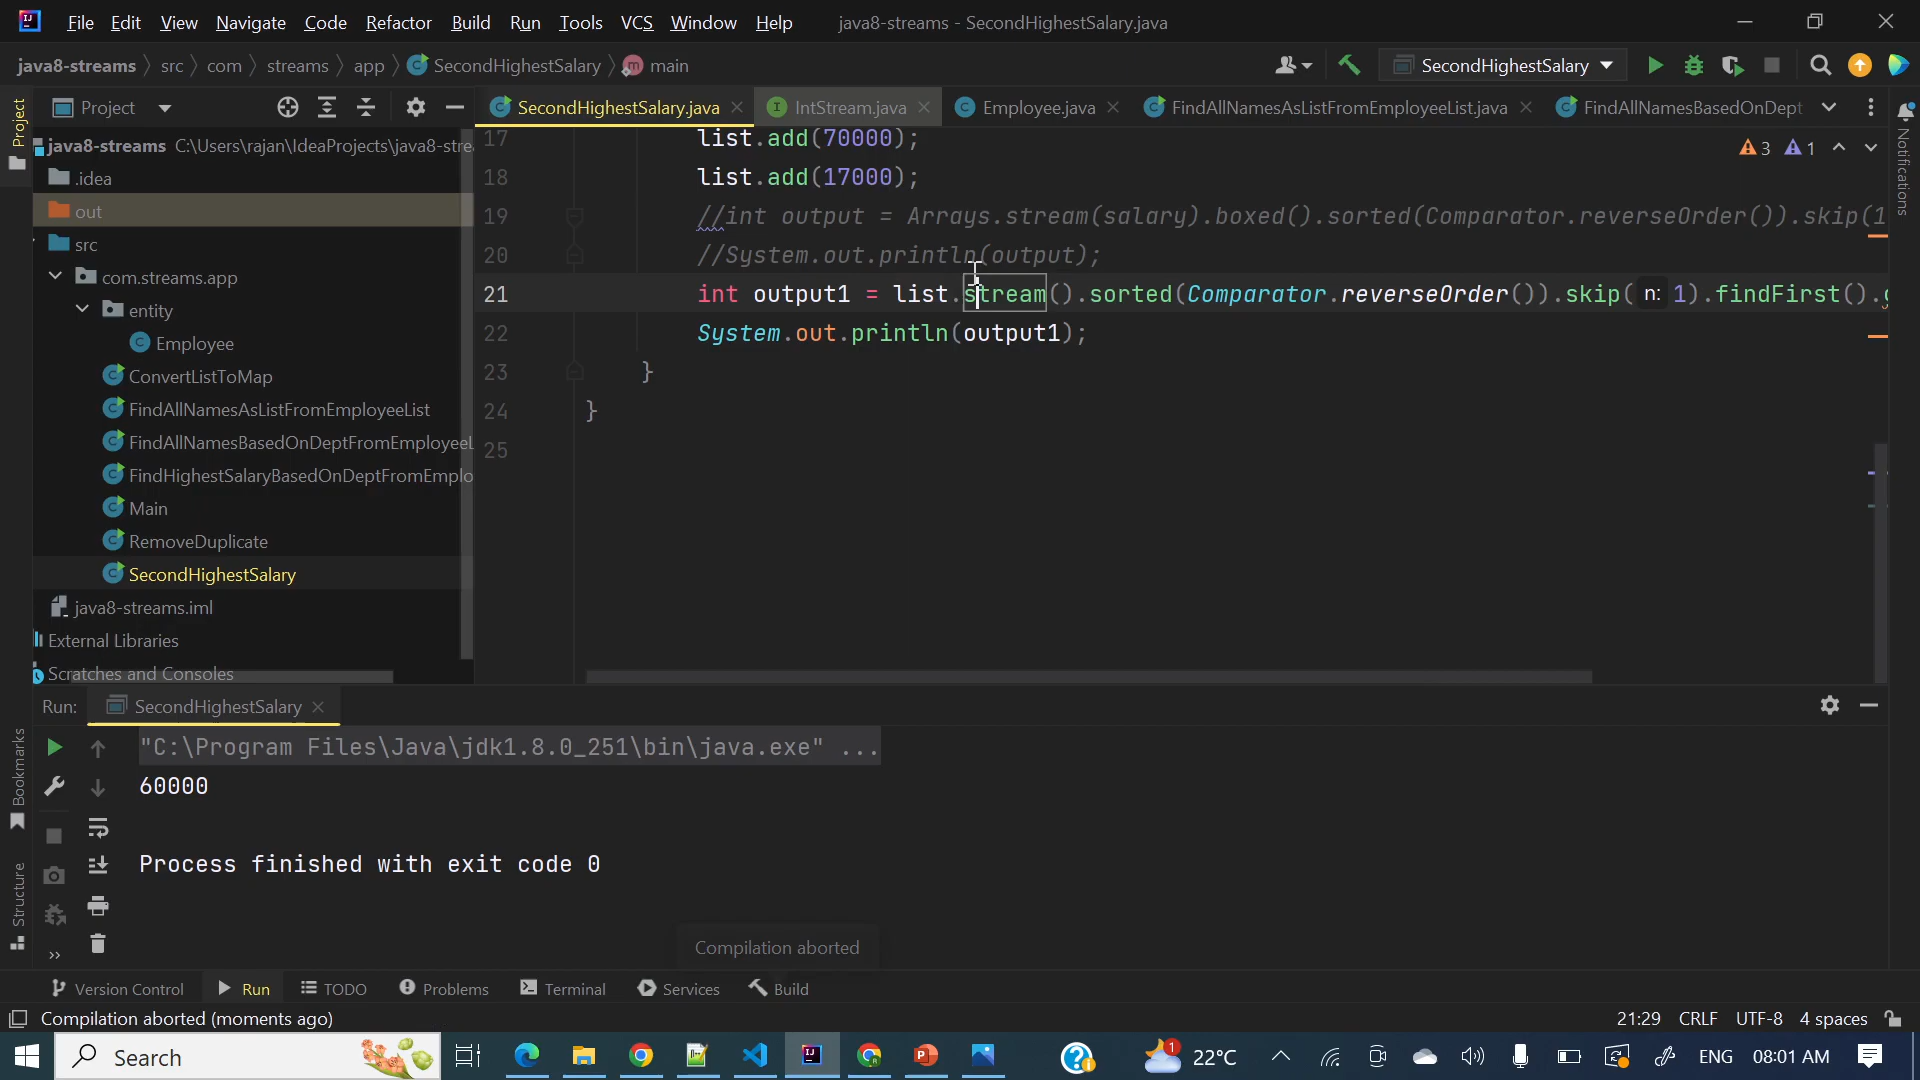 File Edit View Navigate Code Refactor Build Run Tools VCS Window Help java8-streams - SecondHighestSalary.java
java8-streams src com streams app SecondHighestSalary main SecondHighestSalary
Project SecondHighestSalary.java IntStream.java Employee.java FindAllNamesAsListFromEmployeeList.java FindAllNamesBasedOnDept
Project
Notifications
Bookmarks
Structure
java8-streams C:\Users\rajan\IdeaProjects\java8-stre
.idea
out
src
com.streams.app
entity
Employee
ConvertListToMap
FindAllNamesAsListFromEmployeeList
FindAllNamesBasedOnDeptFromEmployeeL
FindHighestSalaryBasedOnDeptFromEmplo
Main
RemoveDuplicate
SecondHighestSalary
java8-streams.iml
External Libraries
Scratches and Consoles
3 1
17 list.add(70000);
18 list.add(17000);
19 //int output = Arrays.stream(salary).boxed().sorted(Comparator.reverseOrder()).skip(1
20 //System.out.println(output);
21 int output1 = list.stream().sorted(Comparator.reverseOrder()).skip( n: 1).findFirst().
22 System.out.println(output1);
23 }
24 }
25
Run: SecondHighestSalary
"C:\Program Files\Java\jdk1.8.0_251\bin\java.exe" ...
60000
Process finished with exit code 0
Compilation aborted
Version Control Run TODO Problems Terminal Services Build
Compilation aborted (moments ago) 21:29 CRLF UTF-8 4 spaces
Search 1 22°C ENG 08:01 AM